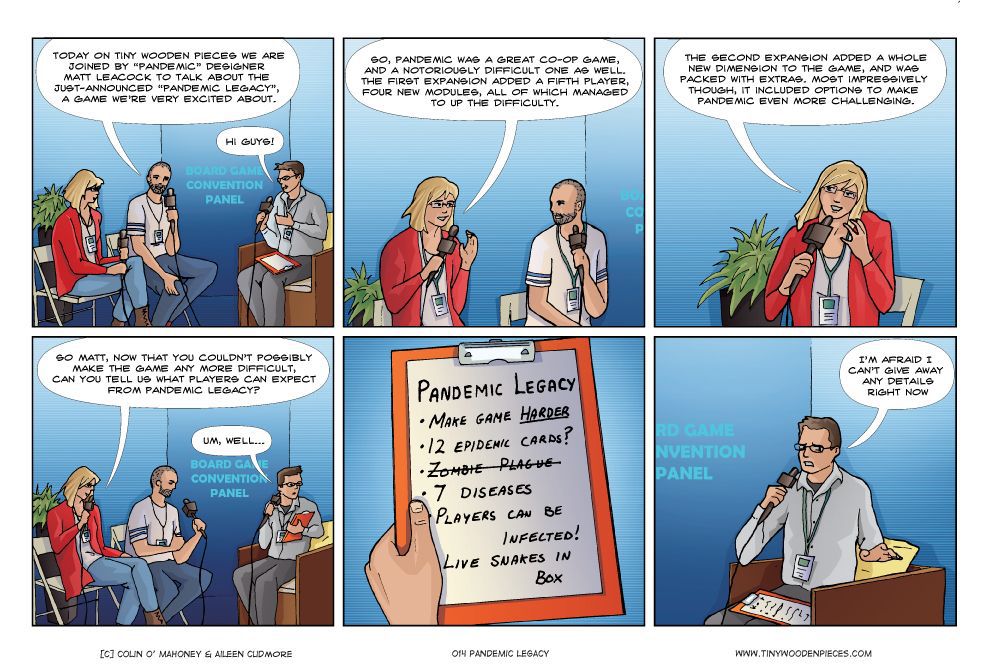 TODAY ON TINY WOODEN PIECES WE ARE
JOINED BY "PANDEMIC" DESIGNER
MATT LEACOCK TO TALK ABOUT THE
JUST-ANNOUNCED "PANDEMIC LEGACY",
A GAME WE'RE VERY EXCITED ABOUT.
HI GUYS!
BOARD GAME
CONVENTION
PANEL
SO, PANDEMIC WAS A GREAT CO-OP GAME,
AND A NOTORIOUSLY DIFFICULT ONE AS WELL.
THE FIRST EXPANSION ADDED A FIFTH PLAYER,
FOUR NEW MODULES, ALL OF WHICH MANAGED
TO UP THE DIFFICULTY.
BO
CO
P
THE SECOND EXPANSION ADDED A WHOLE
NEW DIMENSION TO THE GAME, AND WAS
PACKED WITH EXTRAS. MOST IMPRESSIVELY
THOUGH, IT INCLUDED OPTIONS TO MAKE
PANDEMIC EVEN MORE CHALLENGING.
SO MATT, NOW THAT YOU COULDN'T POSSIBLY
MAKE THE GAME ANY MORE DIFFICULT,
CAN YOU TELL US WHAT PLAYERS CAN EXPECT
FROM PANDEMIC LEGACY?
UM, WELL...
BOARD GAME
CONVENTION
PANEL
PANDEMIC LEGACY
• MAKE GAME HARDER
• 12 EPIDEMIC CARDS?
• ZOMBIE PLAGUE
• 7 DISEASES
• PLAYERS CAN BE
INFECTED!
LIVE SNAKES IN
BOX
I'M AFRAID I
CAN'T GIVE AWAY
ANY DETAILS
RIGHT NOW
RD GAME
NVENTION
PANEL
[C] COLIN O' MAHONEY & AILEEN CUDMORE
014 PANDEMIC LEGACY
WWW.TINYWOODENPIECES.COM